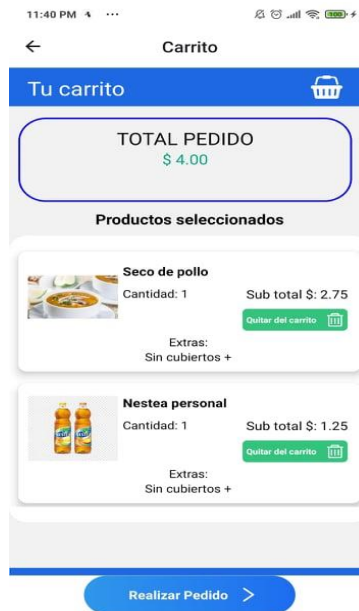 11:40 PM
Carrito
Tu carrito
TOTAL PEDIDO
$ 4.00
Productos seleccionados
Seco de pollo
Cantidad: 1
Sub total $: 2.75
Quitar del carrito
Extras:
Sin cubiertos +
Nestea personal
Cantidad: 1
Sub total $: 1.25
Quitar del carrito
Extras:
Sin cubiertos +
Realizar Pedido